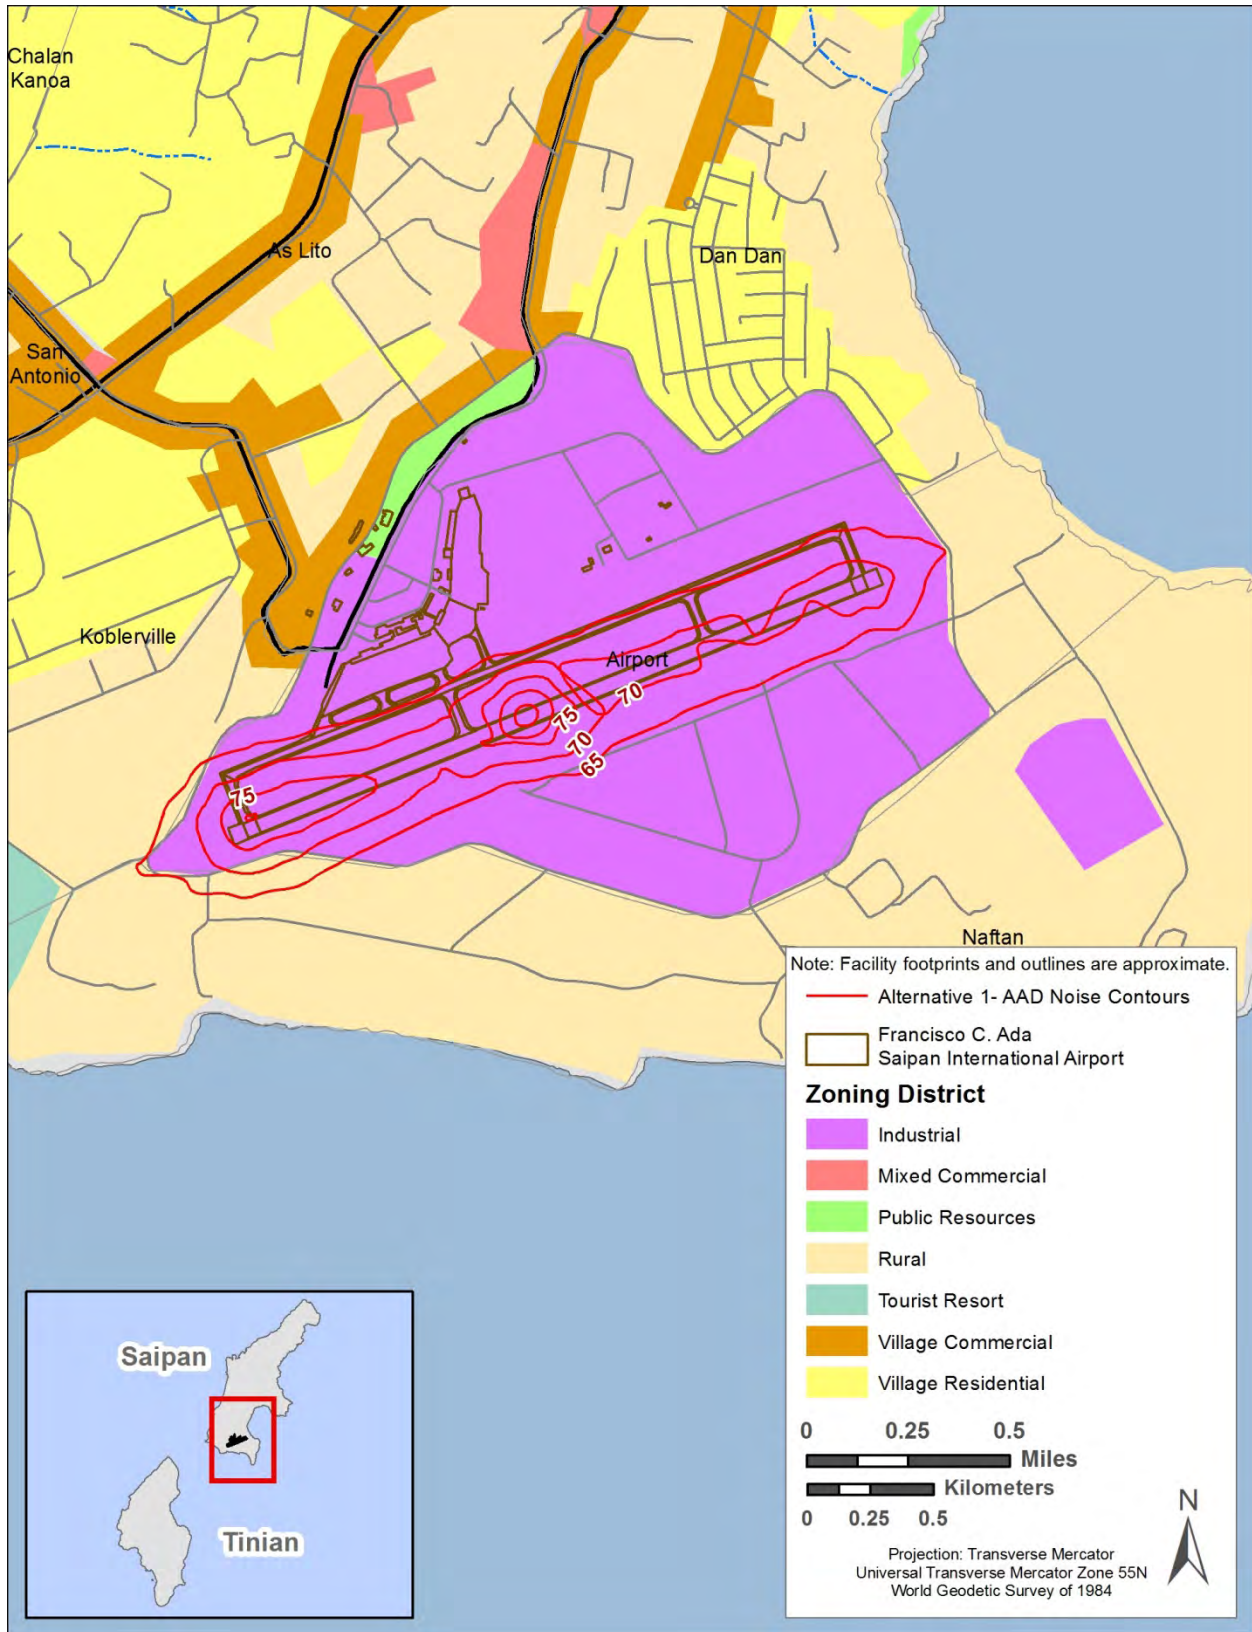 Chalan
Kanoa
As Lito
Dan Dan
San
Antonio
Koblerville
Airport
75
70
70
65
75
Naftan
Note: Facility footprints and outlines are approximate.
Alternative 1- AAD Noise Contours
Francisco C. Ada
Saipan International Airport
Zoning District
Industrial
Mixed Commercial
Public Resources
Rural
Tourist Resort
Village Commercial
Village Residential
0 0.25 0.5
Miles
Kilometers
0 0.25 0.5
N
Projection: Transverse Mercator
Universal Transverse Mercator Zone 55N
World Geodetic Survey of 1984
Saipan
Tinian